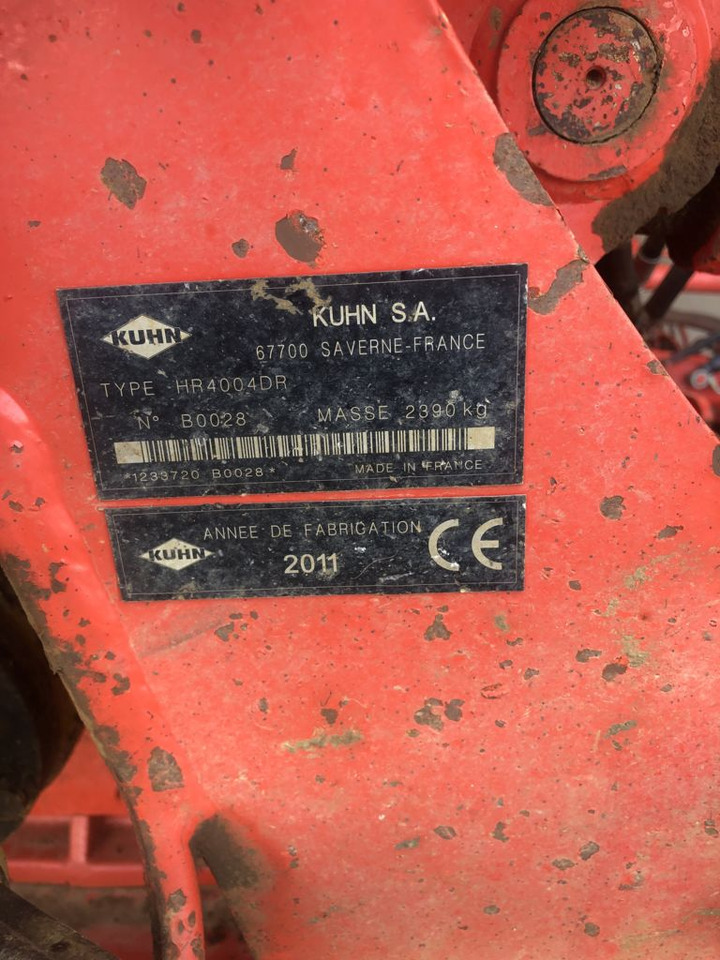 KUHN
KUHN S.A.
67700 SAVERNE-FRANCE
TYPE HR4004DR
N° B0028 MASSE 2390 kg
*1233720 B0028*
MADE IN FRANCE
ANNEE DE FABRICATION
KUHN
2011
CE